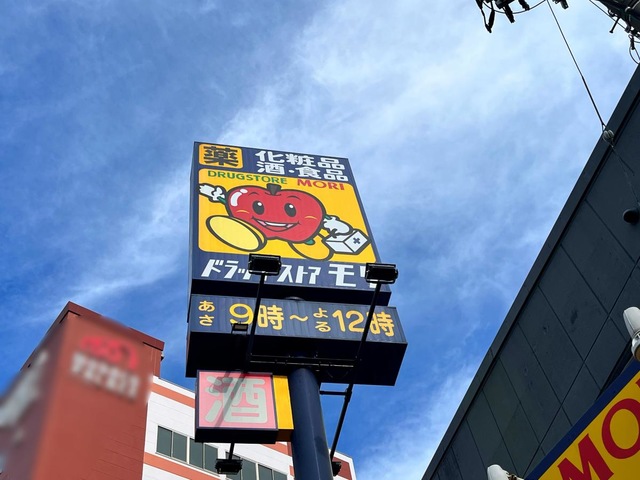 薬 化粧品
酒・食品
DRUGSTORE MORI
ドラッグストア モリ
あさ 9時～よる 12時
酒
MO